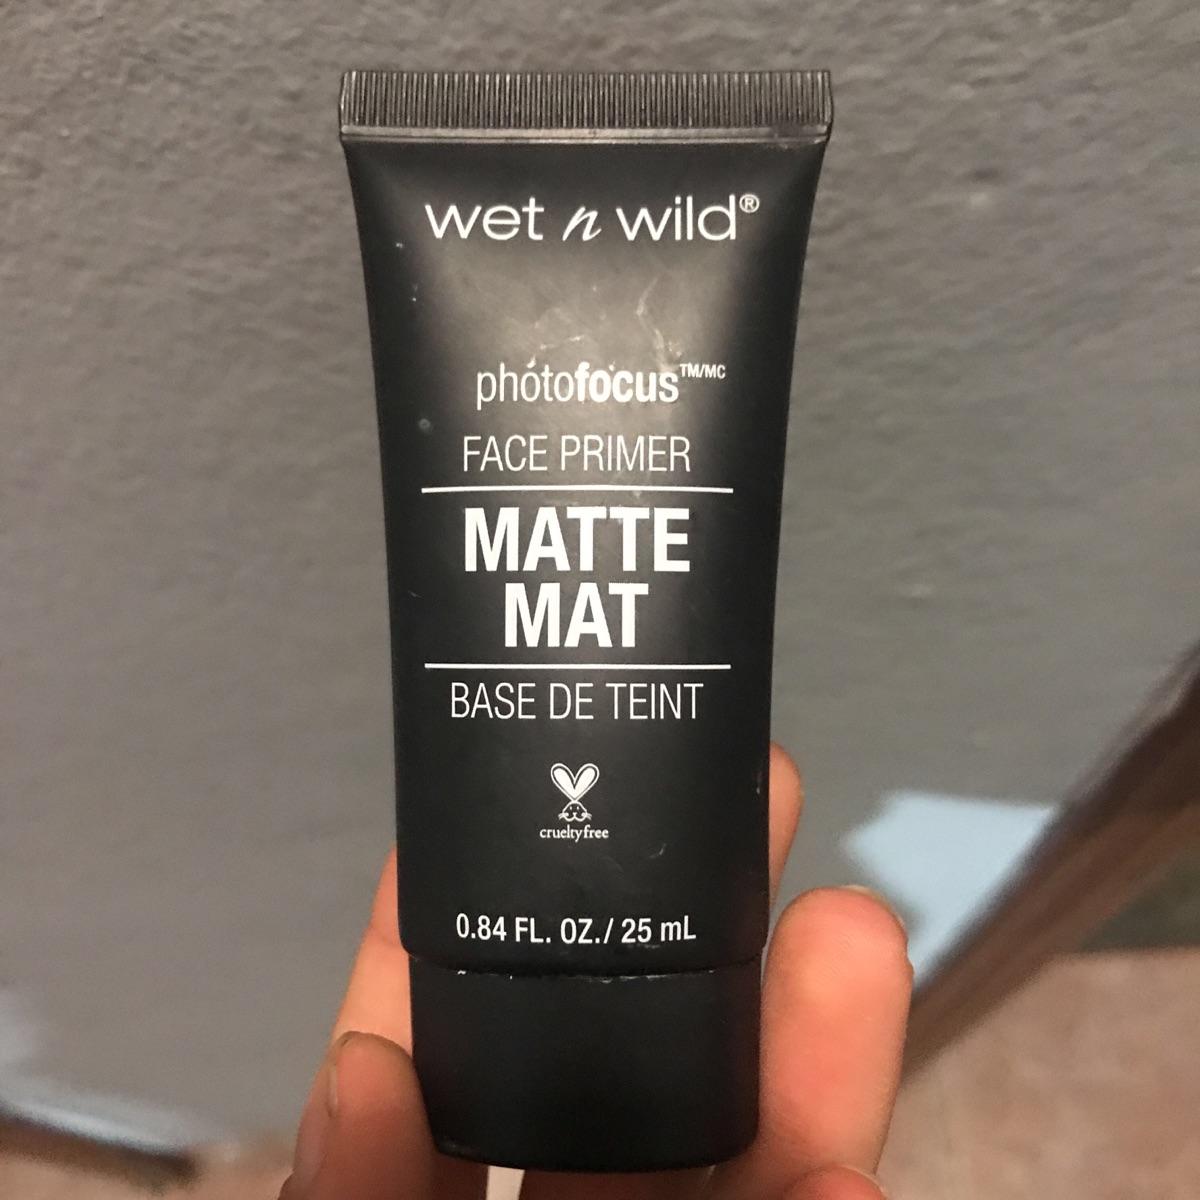 wet n wild®
photofocus™/MC
FACE PRIMER
MATTE
MAT
BASE DE TEINT
crueltyfree
0.84 FL. OZ./ 25 mL